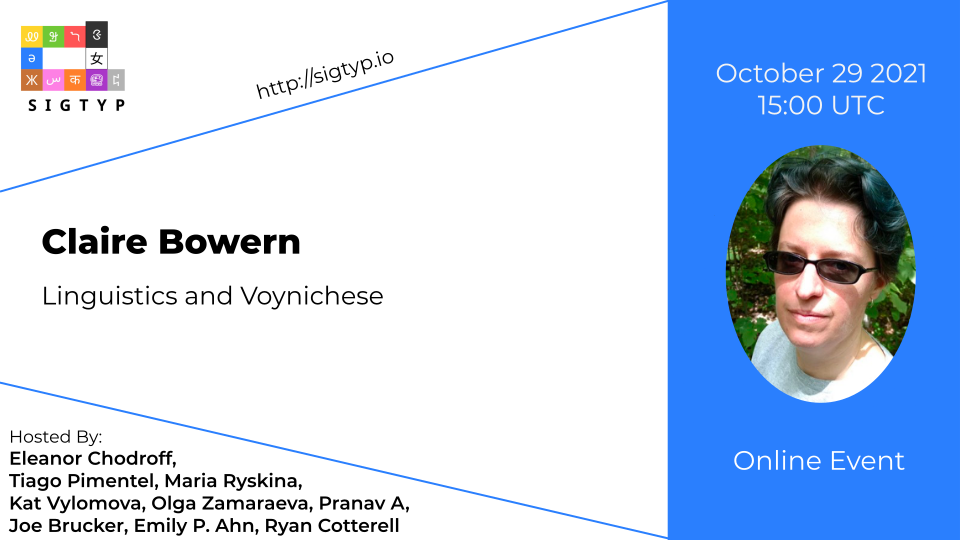 SIGTYP
http://sigtyp.io
October 29 2021
15:00 UTC
Claire Bowern
Linguistics and Voynichese
Hosted By:
Eleanor Chodroff,
Tiago Pimentel, Maria Ryskina,
Kat Vylomova, Olga Zamaraeva, Pranav A,
Joe Brucker, Emily P. Ahn, Ryan Cotterell
Online Event